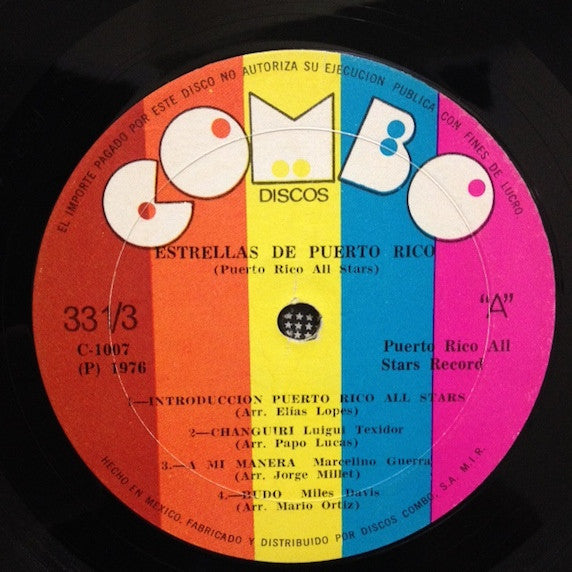 EL IMPORTE PAGADO POR ESTE DISCO NO AUTORIZA SU EJECUCION PUBLICA CON FINES DE LUCRO.
COMBO
DISCOS
ESTRELLAS DE PUERTO RICO
(Puerto Rico All Stars)
33 1/3
"A"
C-1007
(P) 1976
Puerto Rico All
Stars Record
1.—INTRODUCCION PUERTO RICO ALL STARS
(Arr. Elías Lopes)
2—CHANGUIRI Luigui Texidor
(Arr. Papo Lucas)
3.—A MI MANERA Marcelino Guerra
(Arr. Jorge Millet)
4.—BUDO Miles Davis
(Arr. Mario Ortiz)
HECHO EN MEXICO, FABRICADO Y DISTRIBUIDO POR DISCOS COMBO, S.A. M.I.R.